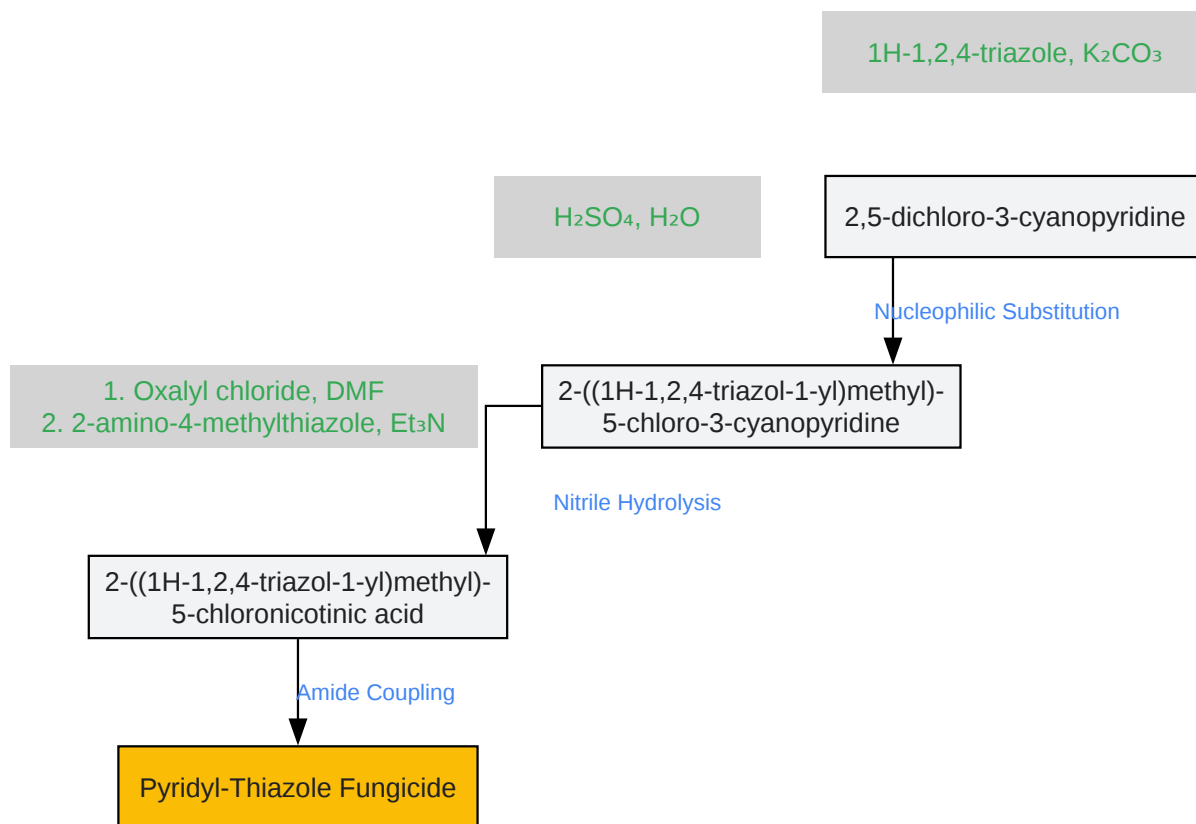 1H-1,2,4-triazole, K₂CO₃
H₂SO₄, H₂O
2,5-dichloro-3-cyanopyridine
Nucleophilic Substitution
1. Oxalyl chloride, DMF
2. 2-amino-4-methylthiazole, Et₃N
2-((1H-1,2,4-triazol-1-yl)methyl)-
5-chloro-3-cyanopyridine
Nitrile Hydrolysis
2-((1H-1,2,4-triazol-1-yl)methyl)-
5-chloronicotinic acid
Amide Coupling
Pyridyl-Thiazole Fungicide